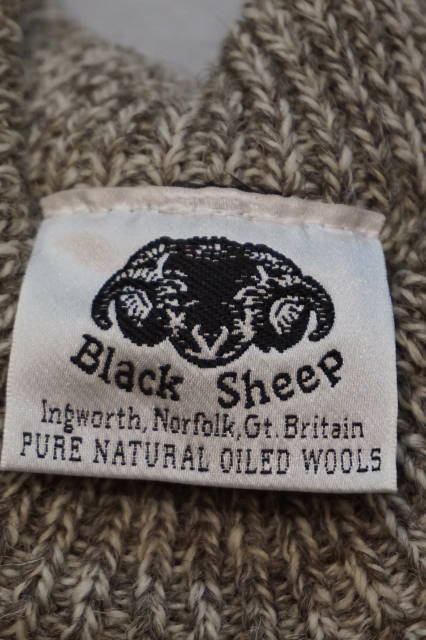 Black Sheep
Ingworth, Norfolk, Gt. Britain
PURE NATURAL OILED WOOLS